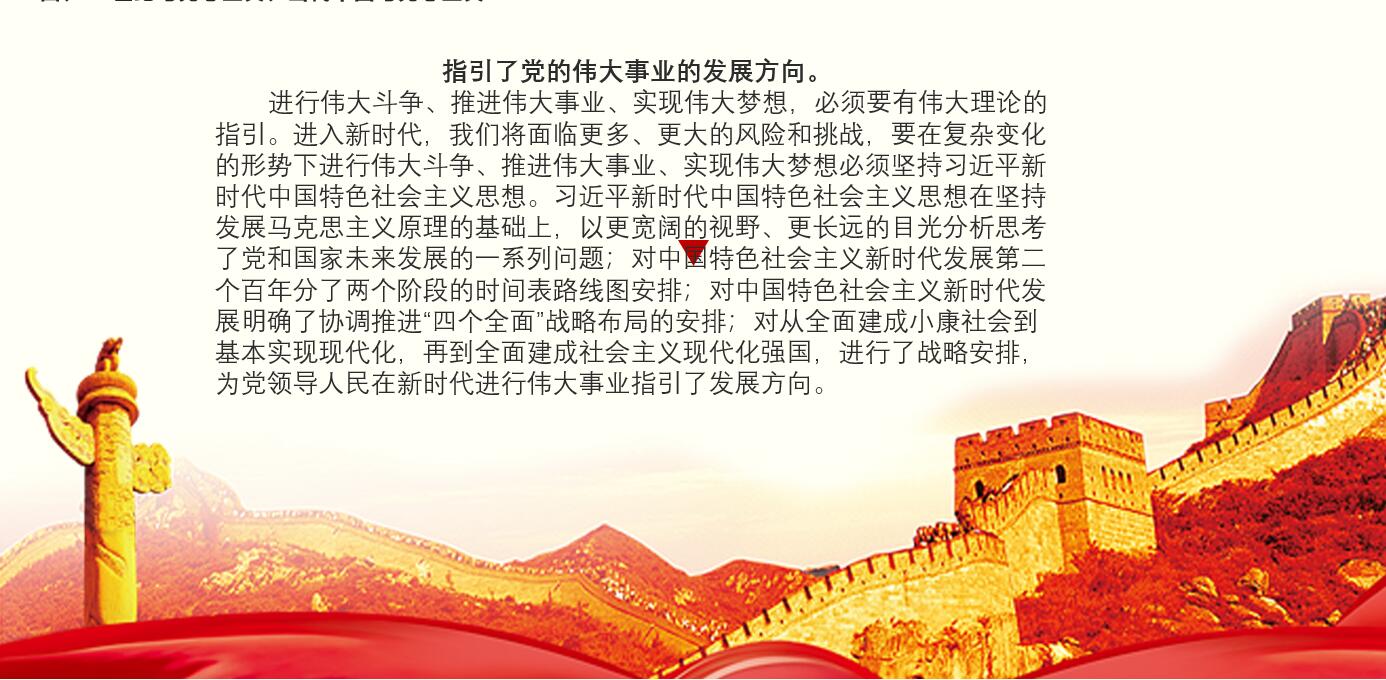 指引了党的伟大事业的发展方向。
进行伟大斗争、推进伟大事业、实现伟大梦想，必须要有伟大理论的
指引。进入新时代，我们将面临更多、更大的风险和挑战，要在复杂变化
的形势下进行伟大斗争、推进伟大事业、实现伟大梦想必须坚持习近平新
时代中国特色社会主义思想。习近平新时代中国特色社会主义思想在坚持
发展马克思主义原理的基础上，以更宽阔的视野、更长远的目光分析思考
了党和国家未来发展的一系列问题；对中国特色社会主义新时代发展第二
个百年分了两个阶段的时间表路线图安排；对中国特色社会主义新时代发
展明确了协调推进“四个全面”战略布局的安排；对从全面建成小康社会到
基本实现现代化，再到全面建成社会主义现代化强国，进行了战略安排，
为党领导人民在新时代进行伟大事业指引了发展方向。